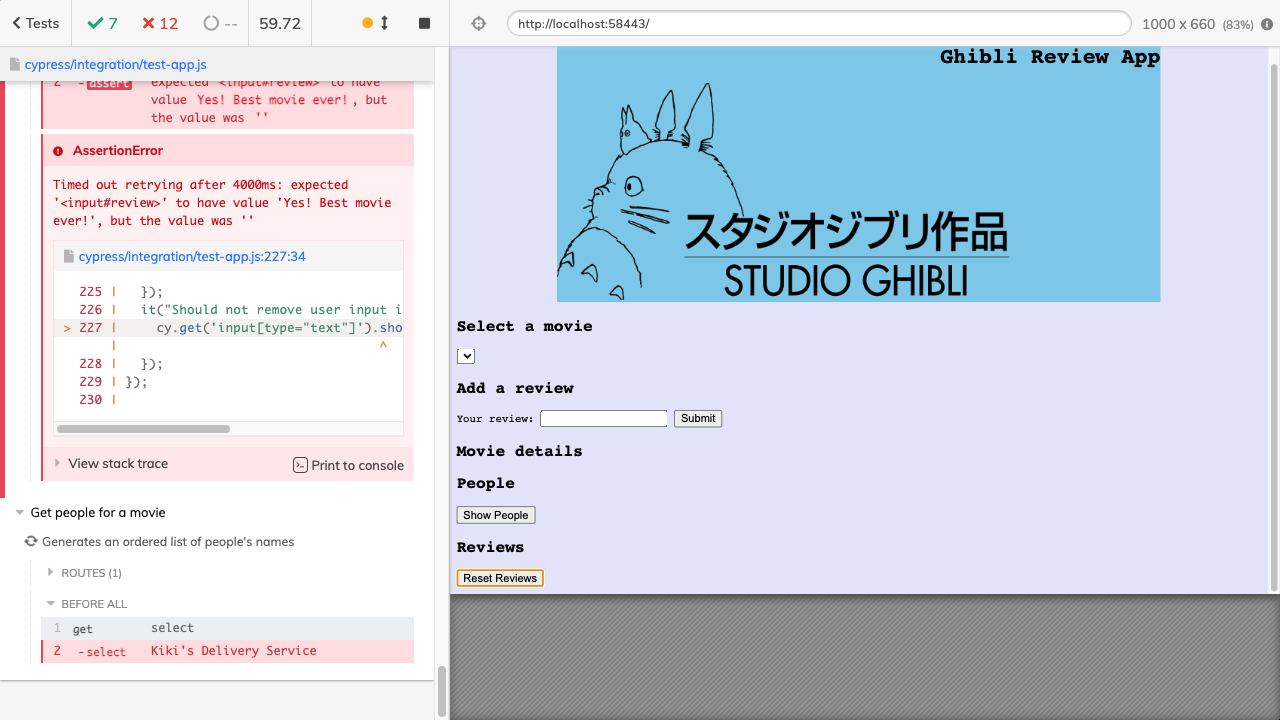 Tests
7
12
--
59.72
http://localhost:58443/
1000 x 660 (83%)
cypress/integration/test-app.js
2 -assert expected <input#review> to have
value Yes! Best movie ever!, but
the value was ''
AssertionError
Timed out retrying after 4000ms: expected
'<input#review>' to have value 'Yes! Best movie
ever!', but the value was ''
cypress/integration/test-app.js:227:34
225 | });
226 | it("Should not remove user input i
> 227 | cy.get('input[type="text"]').sho
| ^
228 | });
229 | });
230 |
View stack trace
Print to console
Get people for a movie
Generates an ordered list of people's names
ROUTES (1)
BEFORE ALL
1 get select
2 -select Kiki's Delivery Service
Ghibli Review App
スタジオジブリ作品
STUDIO GHIBLI
Select a movie
Add a review
Your review:
Submit
Movie details
People
Show People
Reviews
Reset Reviews